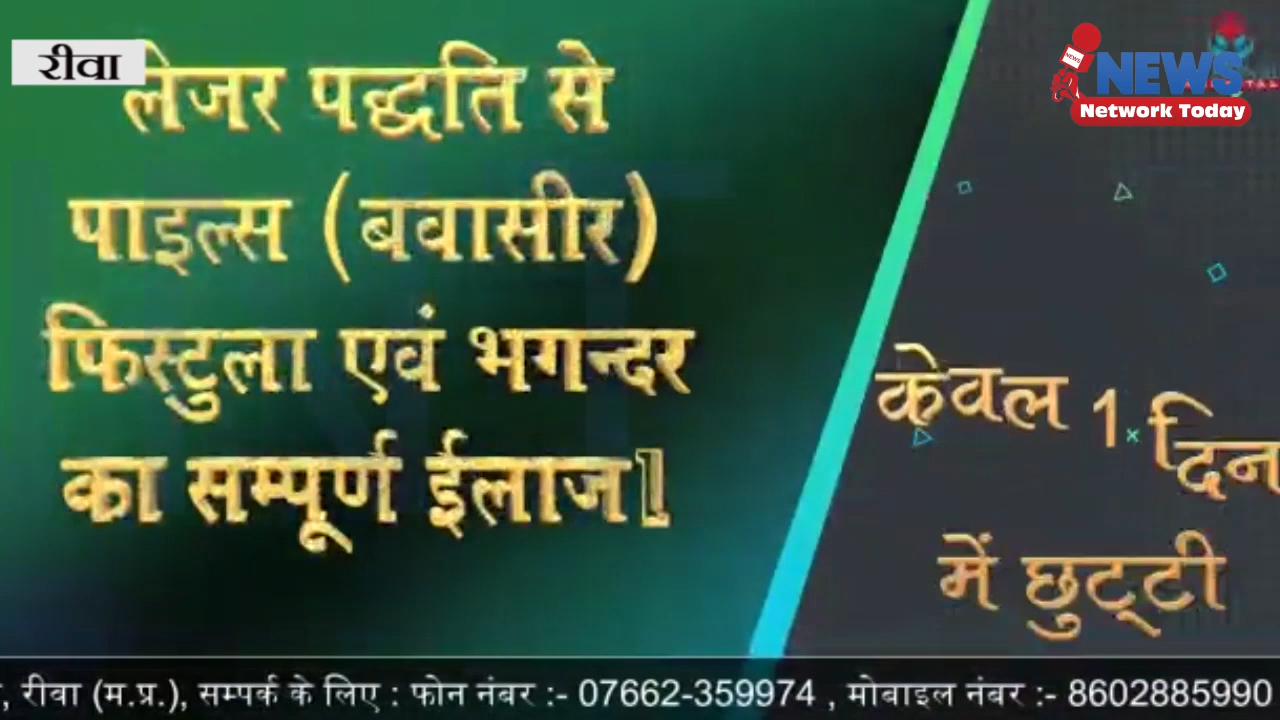 रीवा
लेजर पद्धति से
पाइल्स (बवासीर)
फिस्टुला एवं भगन्दर
का सम्पूर्ण ईलाज
केवल 1 दिन
में छुट्टी
NEWS
NEWS
Network Today
, रीवा (म.प्र.), सम्पर्क के लिए : फोन नंबर :- 07662-359974 , मोबाइल नंबर :- 8602885990